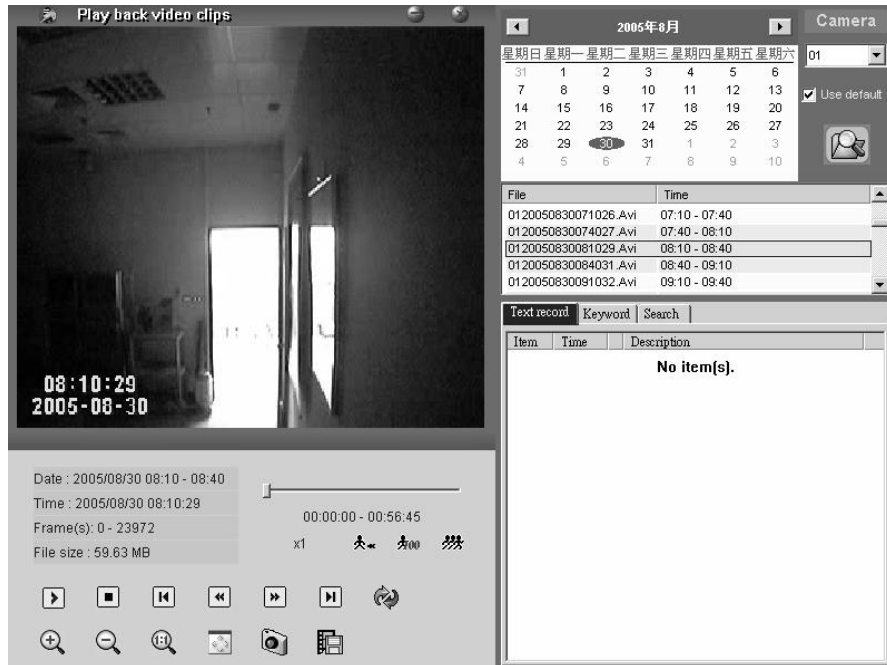 Play back video clips
08:10:29
2005-08-30
Date : 2005/08/30 08:10 - 08:40
Time : 2005/08/30 08:10:29
Frame(s): 0 - 23972
File size : 59.63 MB
00:00:00 - 00:56:45
x1
100
1:1
2005年8月
星期日 星期一 星期二 星期三 星期四 星期五 星期六
31 1 2 3 4 5 6
7 8 9 10 11 12 13
14 15 16 17 18 19 20
21 22 23 24 25 26 27
28 29 30 31 1 2 3
4 5 6 7 8 9 10
Camera
01
Use default
File Time
0120050830071026.Avi 07:10 - 07:40
0120050830074027.Avi 07:40 - 08:10
0120050830081029.Avi 08:10 - 08:40
0120050830084031.Avi 08:40 - 09:10
0120050830091032.Avi 09:10 - 09:40
Text record Keyword Search
Item Time Description
No item(s).